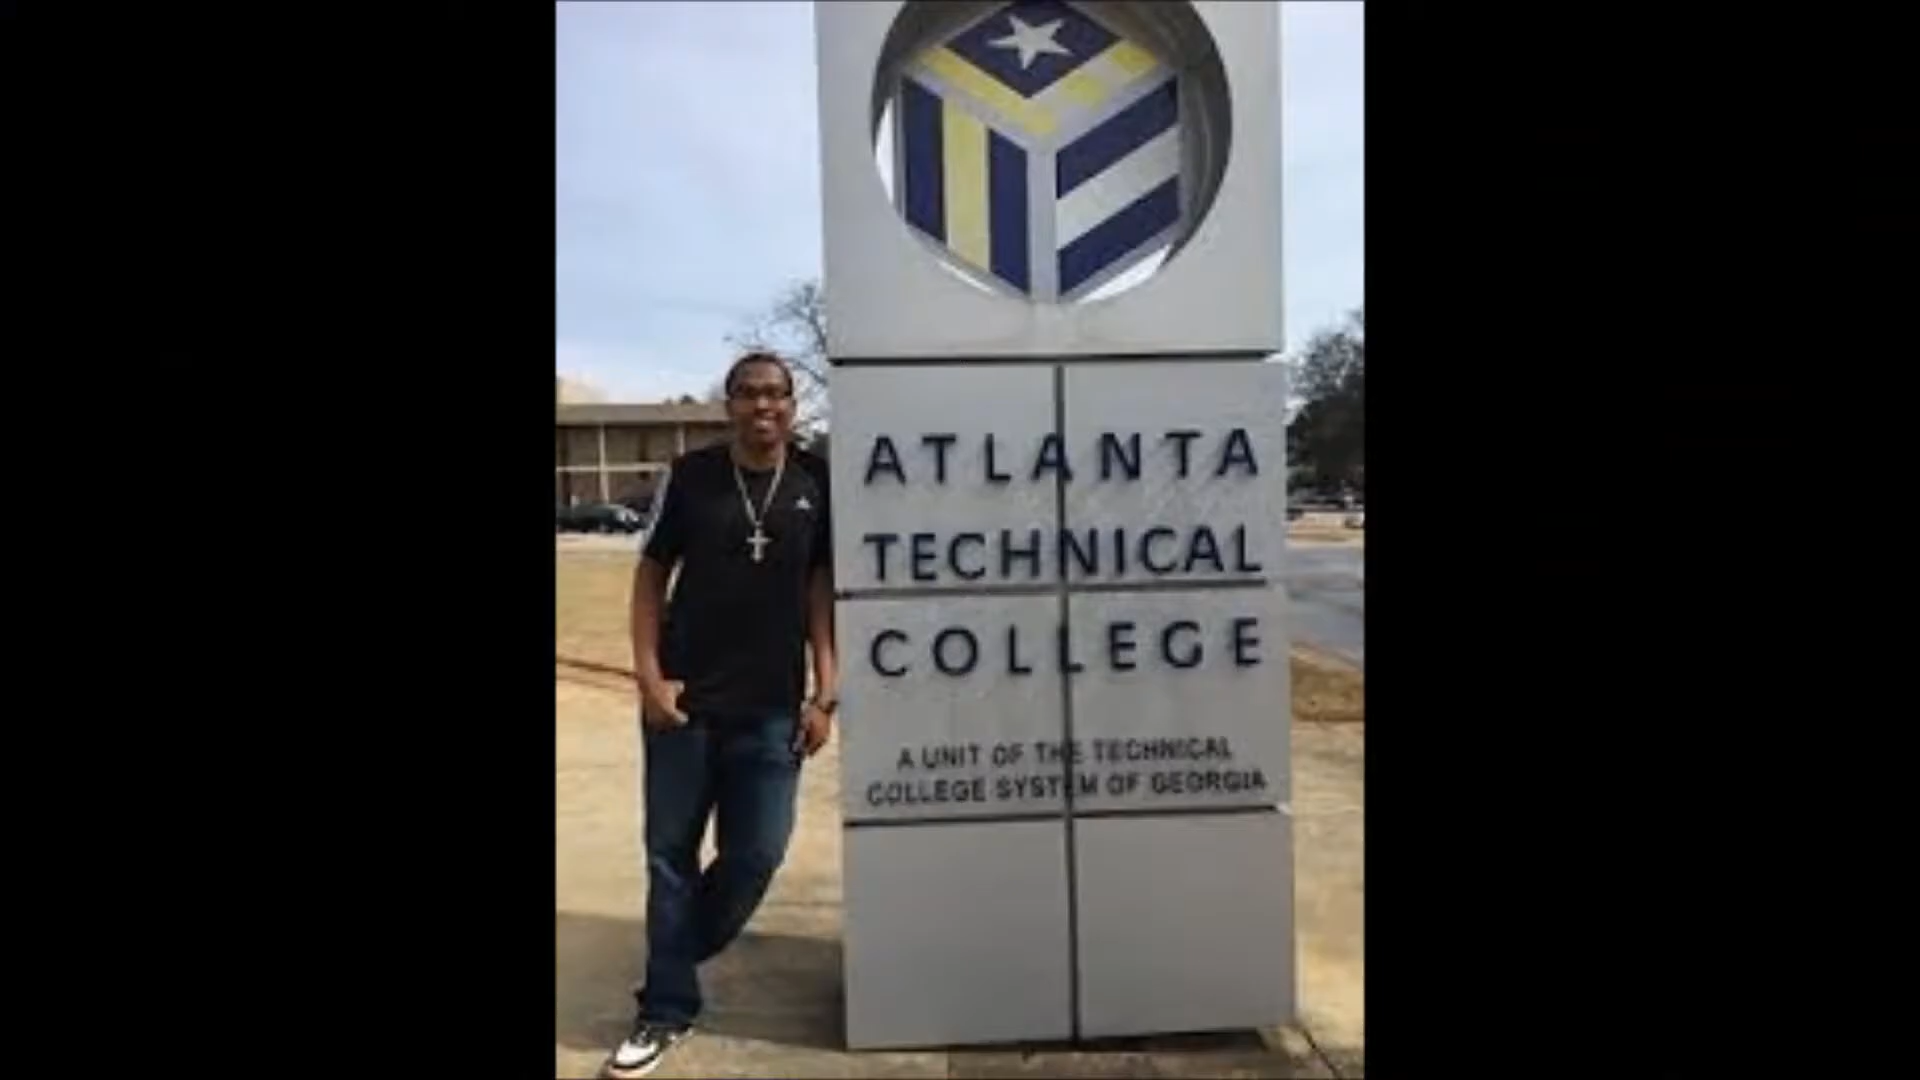 ATLANTA
TECHNICAL
COLLEGE
A UNIT OF THE TECHNICAL
COLLEGE SYSTEM OF GEORGIA